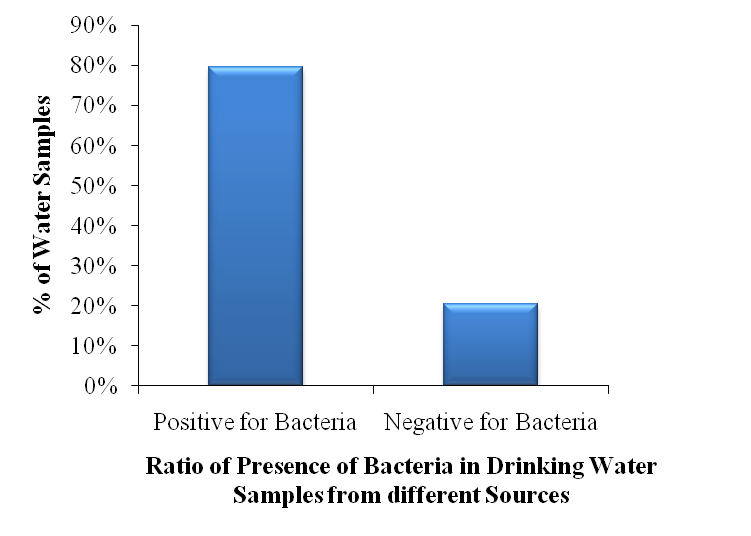 90%
80%
70%
60%
50%
40%
30%
20%
10%
0%
% of Water Samples
Positive for Bacteria
Negative for Bacteria
Ratio of Presence of Bacteria in Drinking Water
Samples from different Sources